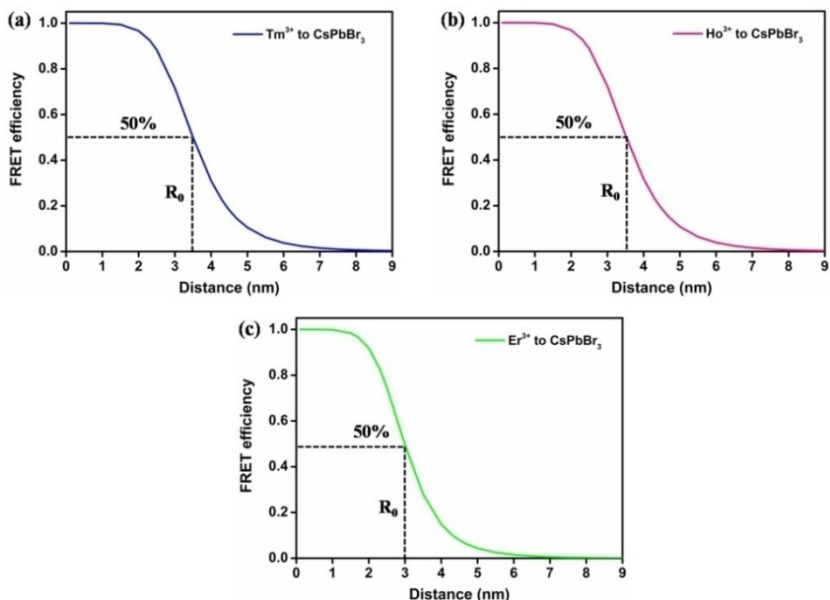 (a)
Tm³⁺ to CsPbBr₃
FRET efficiency
1.0
0.8
0.6
0.4
0.2
0.0
50%
R₀
0 1 2 3 4 5 6 7 8 9
Distance (nm)
(b)
Ho³⁺ to CsPbBr₃
FRET efficiency
1.0
0.8
0.6
0.4
0.2
0.0
50%
R₀
0 1 2 3 4 5 6 7 8 9
Distance (nm)
(c)
Er³⁺ to CsPbBr₃
FRET efficiency
1.0
0.8
0.6
0.4
0.2
0.0
50%
R₀
0 1 2 3 4 5 6 7 8 9
Distance (nm)